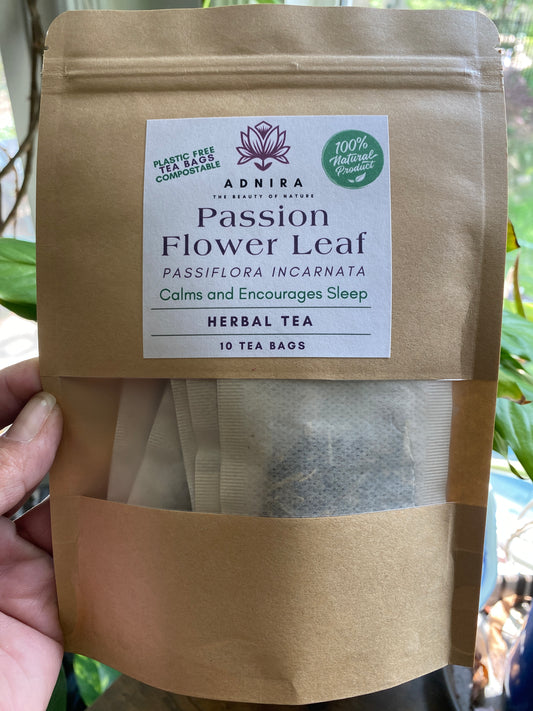 PLASTIC FREE
TEA BAGS
COMPOSTABLE
100%
Natural
Product
ADNIRA
THE BEAUTY OF NATURE
Passion
Flower Leaf
PASSIFLORA INCARNATA
Calms and Encourages Sleep
HERBAL TEA
10 TEA BAGS